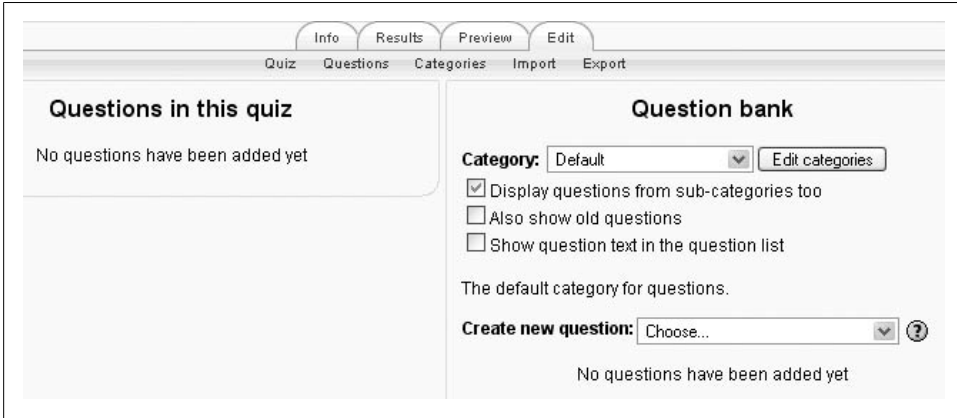 Info Results Preview Edit
Quiz Questions Categories Import Export
Questions in this quiz
No questions have been added yet
Question bank
Category: Default Edit categories
Display questions from sub-categories too
Also show old questions
Show question text in the question list
The default category for questions.
Create new question: Choose... ?
No questions have been added yet